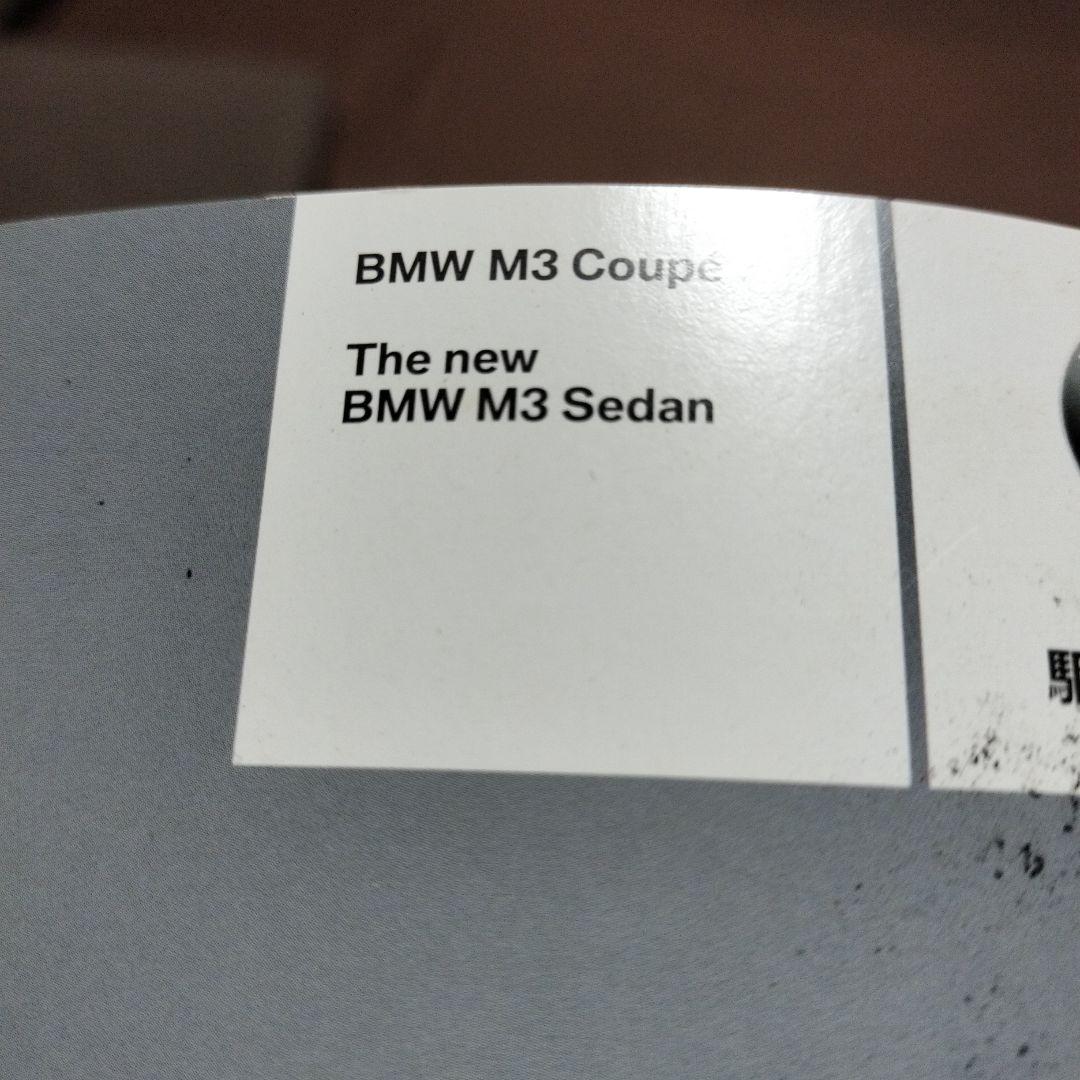 BMW M3 Coupé
The new
BMW M3 Sedan